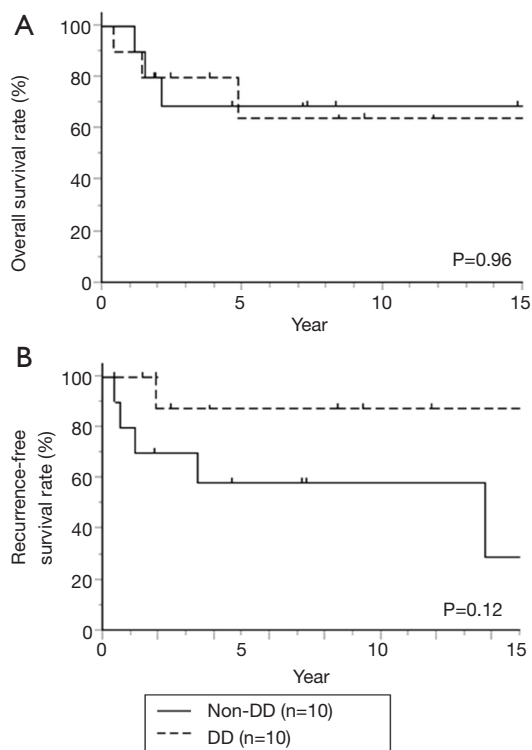 A
Overall survival rate (%)
100
80
60
40
20
0
P=0.96
0
5
10
15
Year
B
Recurrence-free
survival rate (%)
100
80
60
40
20
0
P=0.12
0
5
10
15
Year
Non-DD (n=10)
DD (n=10)